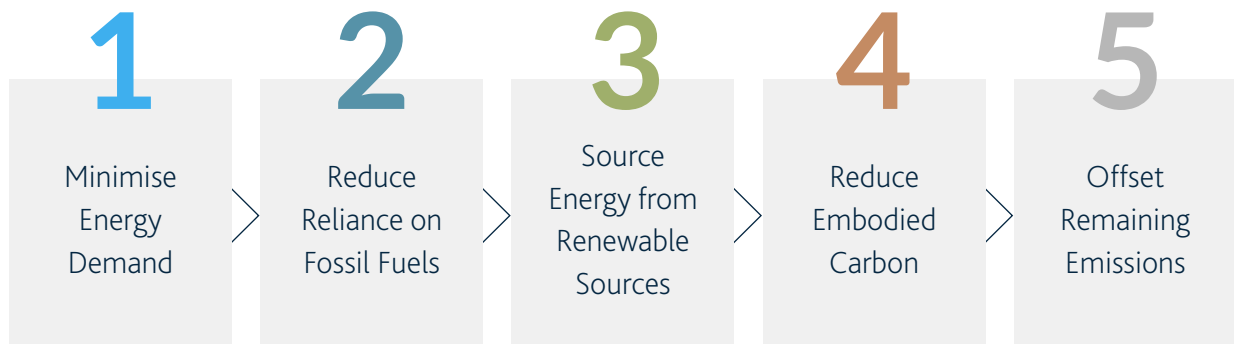 1
Minimise
Energy
Demand
2
Reduce
Reliance on
Fossil Fuels
3
Source
Energy from
Renewable
Sources
4
Reduce
Embodied
Carbon
5
Offset
Remaining
Emissions